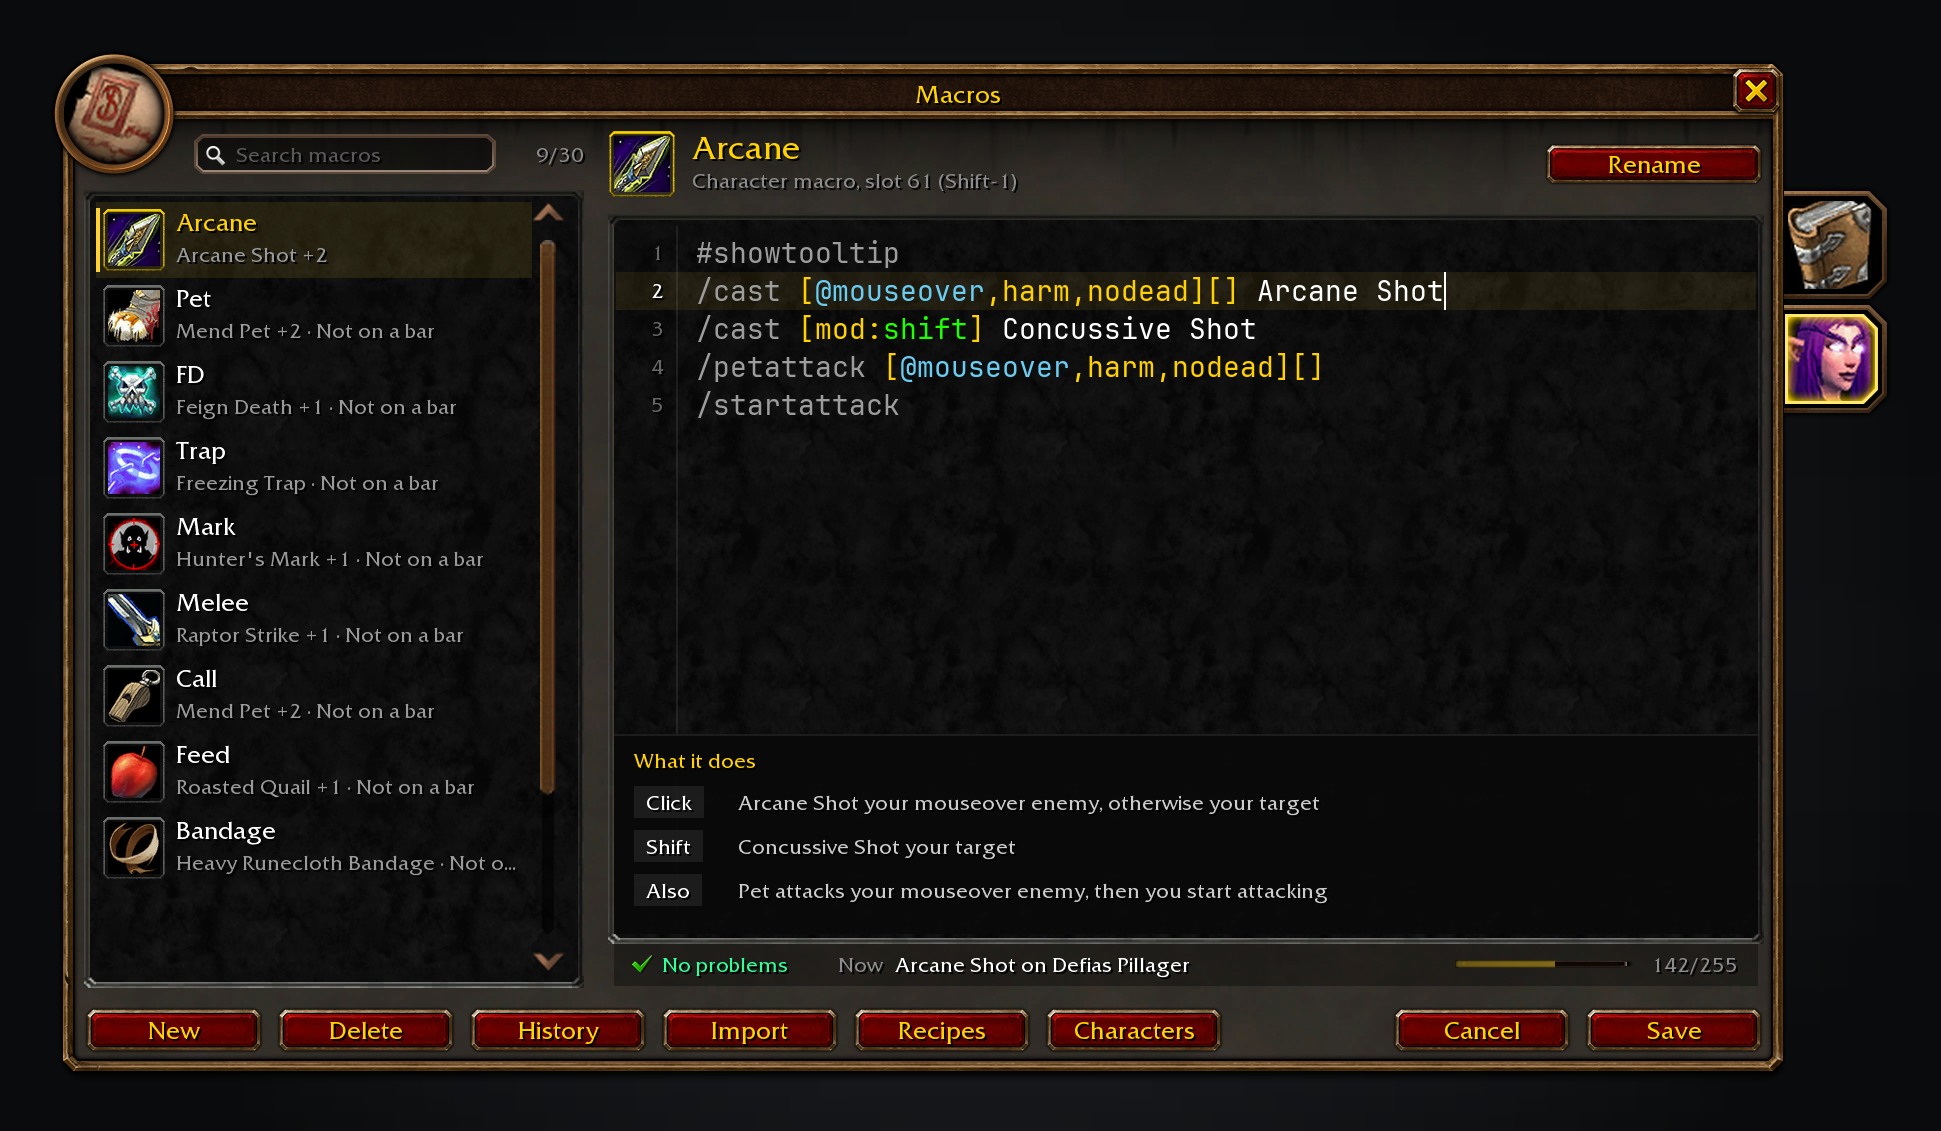 Macros
Search macros
9/30
Arcane
Arcane Shot +2
Pet
Mend Pet +2 · Not on a bar
FD
Feign Death +1 · Not on a bar
Trap
Freezing Trap · Not on a bar
Mark
Hunter's Mark +1 · Not on a bar
Melee
Raptor Strike +1 · Not on a bar
Call
Mend Pet +2 · Not on a bar
Feed
Roasted Quail +1 · Not on a bar
Bandage
Heavy Runecloth Bandage · Not o...
Arcane
Character macro, slot 61 (Shift-1)
Rename
1 #showtooltip
2 /cast [@mouseover,harm,nodead][] Arcane Shot
3 /cast [mod:shift] Concussive Shot
4 /petattack [@mouseover,harm,nodead][]
5 /startattack
What it does
Click Arcane Shot your mouseover enemy, otherwise your target
Shift Concussive Shot your target
Also Pet attacks your mouseover enemy, then you start attacking
No problems Now Arcane Shot on Defias Pillager 142/255
New Delete History Import Recipes Characters Cancel Save